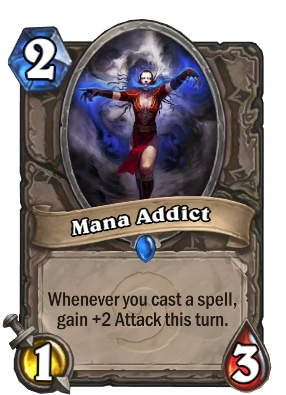 2
Mana Addict
Whenever you cast a spell,
gain +2 Attack this turn.
1
3